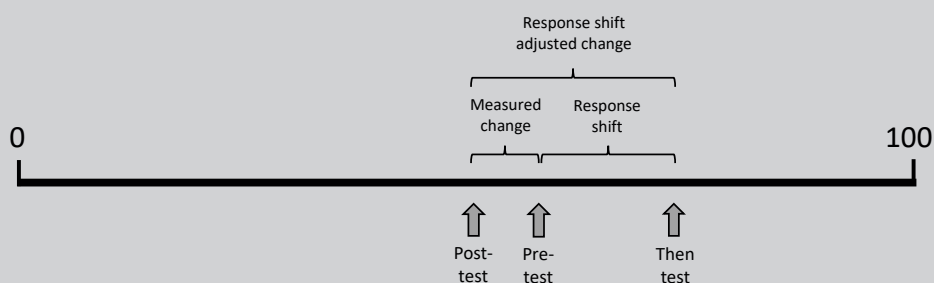 Response shift
adjusted change
Measured
change
Response
shift
0
100
Post-
test
Pre-
test
Then
test